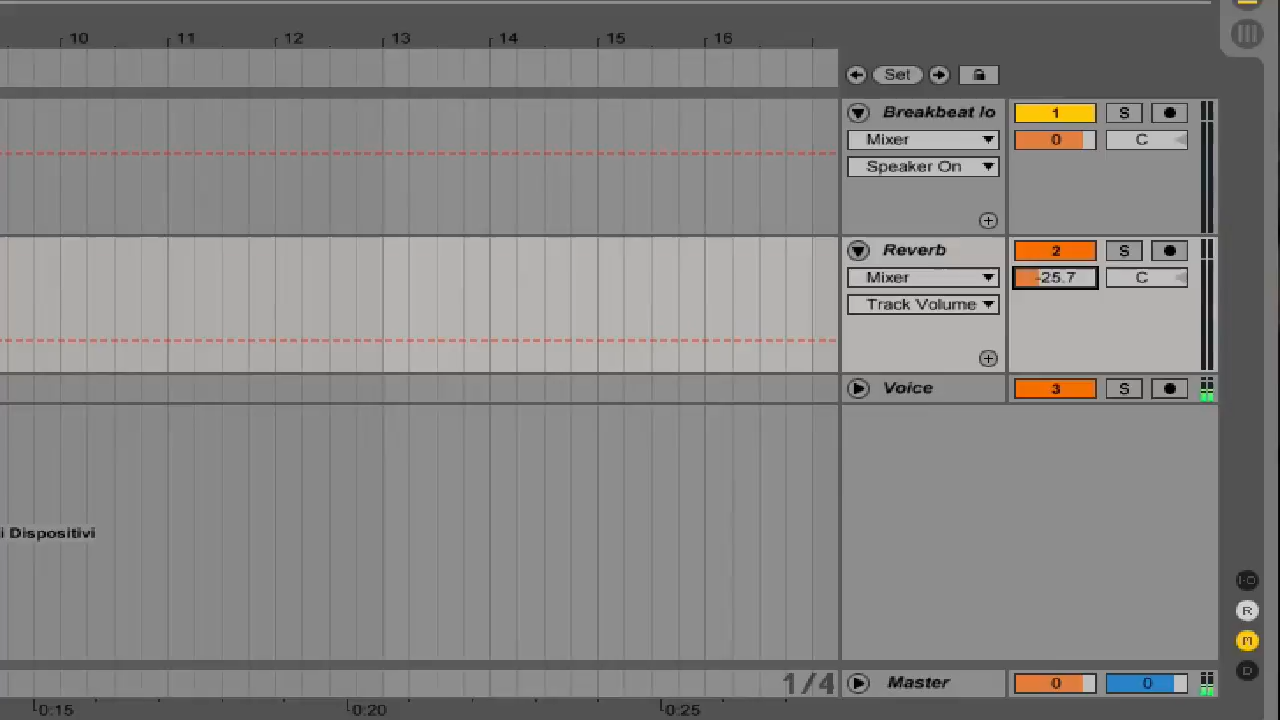 10 11 12 13 14 15 16
Set
Breakbeat lo 1 S
Mixer 0 C
Speaker On
Reverb 2 S
Mixer -25.7 C
Track Volume
Voice 3 S
i Dispositivi
I-O
R
M
D
1/4 Master 0 0
0:15 0:20 0:25